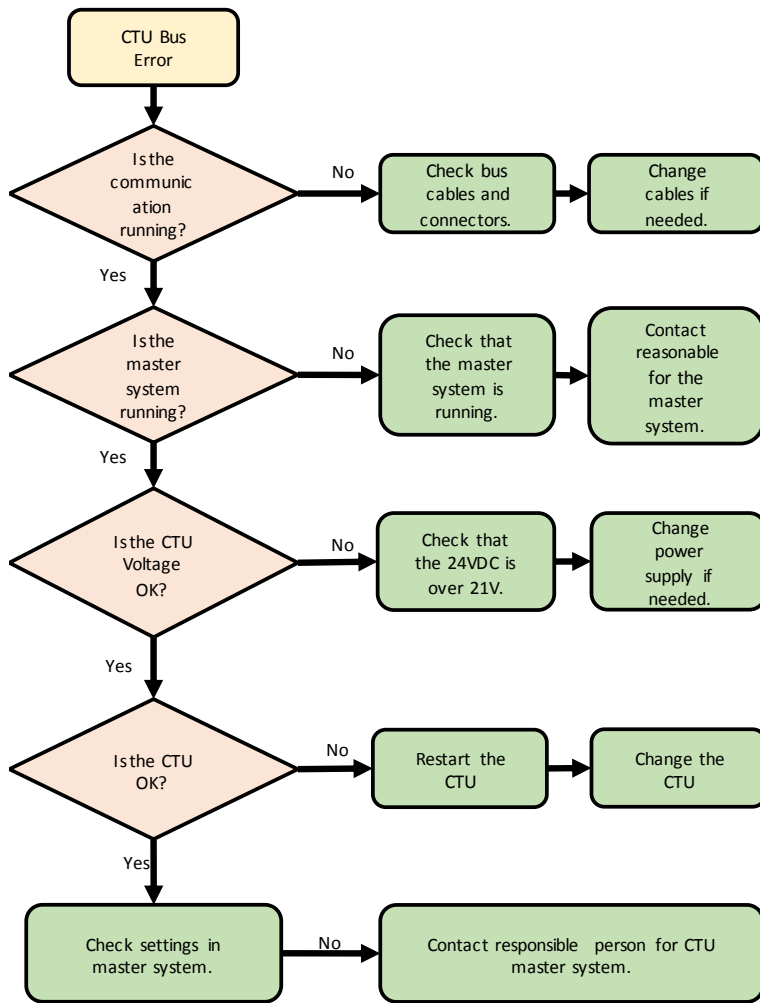 CTU Bus
Error
Is the
communic
ation
running?
No
Check bus
cables and
connectors.
Change
cables if
needed.
Yes
Is the
master
system
running?
No
Check that
the master
system is
running.
Contact
reasonable
for the
master
system.
Yes
Is the CTU
Voltage
OK?
No
Check that
the 24VDC is
over 21V.
Change
power
supply if
needed.
Yes
Is the CTU
OK?
No
Restart the
CTU
Change the
CTU
Yes
Check settings in
master system.
No
Contact responsible person for CTU
master system.